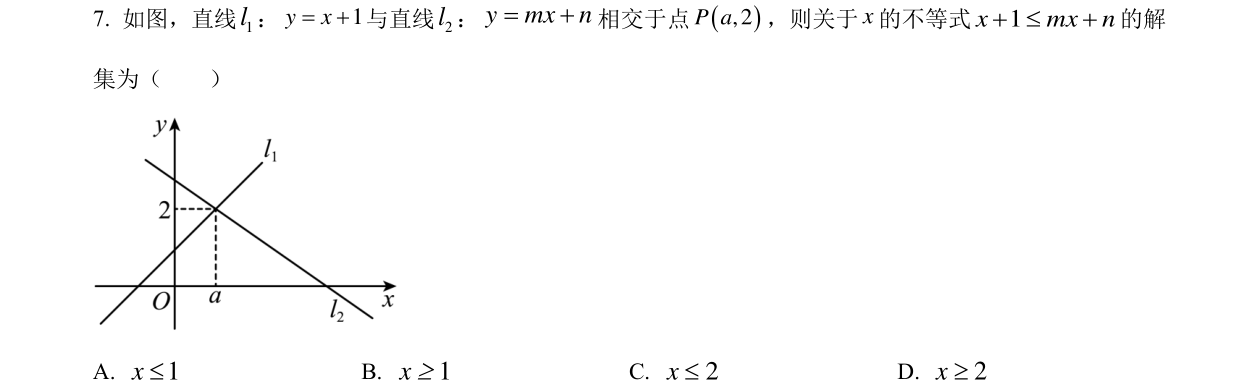 7. 如图，直线l₁：y=x+1与直线l₂：y=mx+n相交于点P(a,2)，则关于x的不等式x+1≤mx+n的解
集为（　　）
y
l₁
2
O
a
l₂
x
A. x≤1　B. x≥1　C. x≤2　D. x≥2